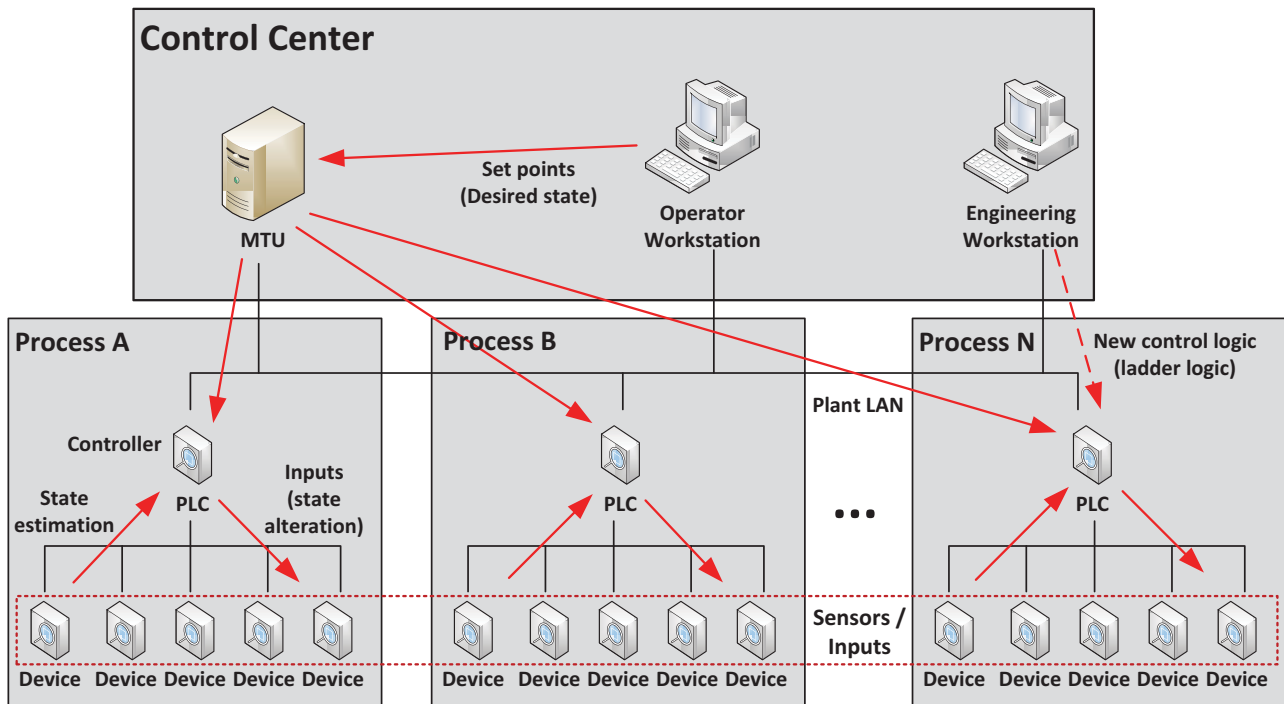 Control Center
Set points
(Desired state)
MTU
Operator
Workstation
Engineering
Workstation
Process A
Process B
Process N
New control logic
(ladder logic)
Plant LAN
Controller
Inputs
(state
alteration)
State
estimation
PLC
PLC
PLC
...
Sensors /
Inputs
Device Device Device Device Device
Device Device Device Device Device
Device Device Device Device Device